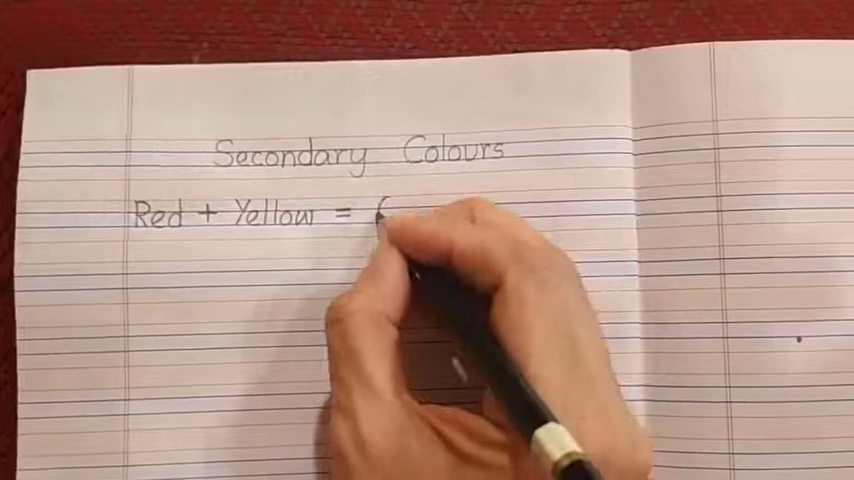 Secondary Colours
Red + Yellow =